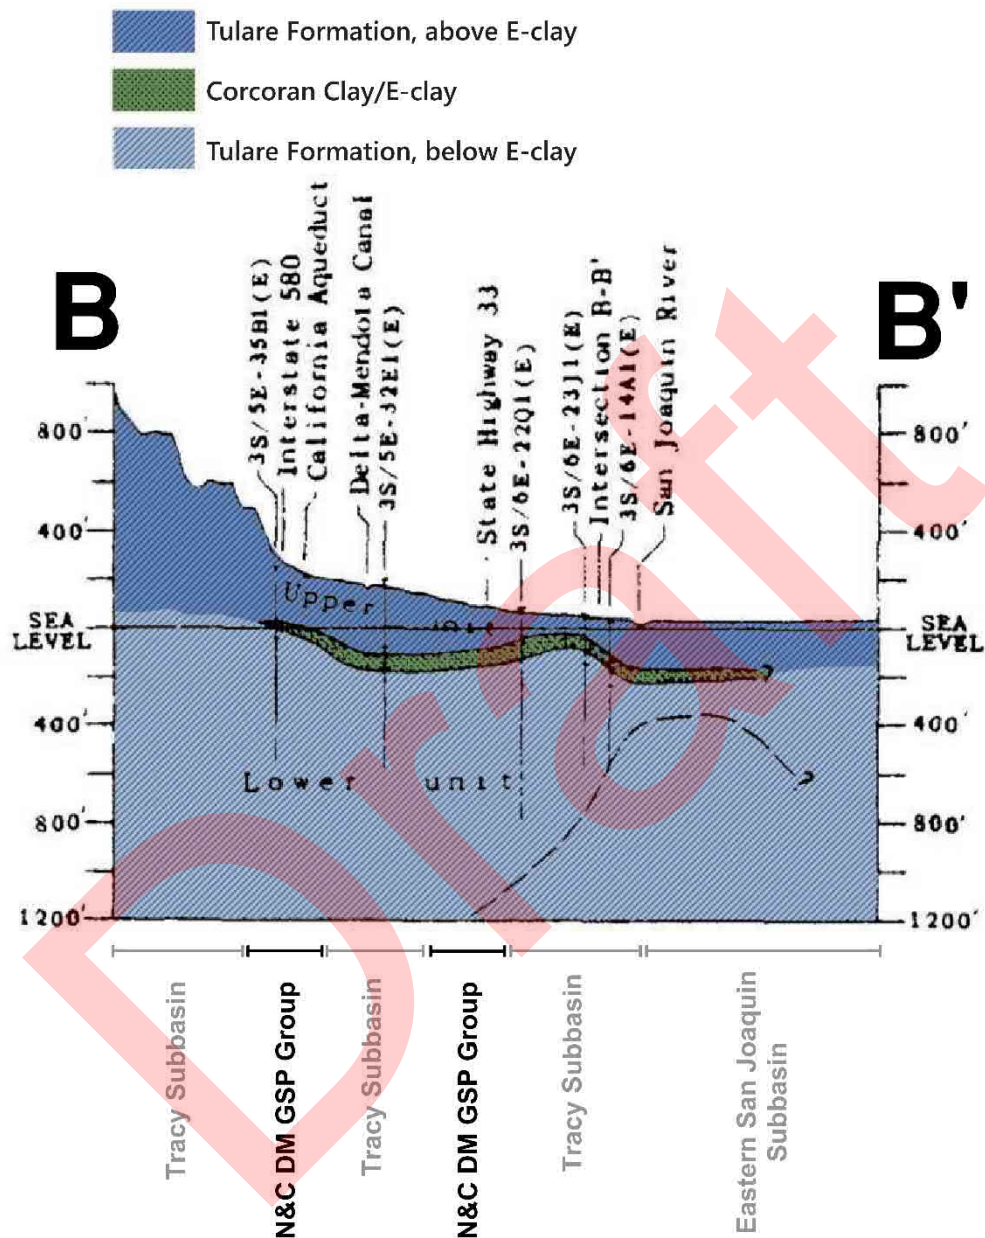 Tulare Formation, above E-clay
Corcoran Clay/E-clay
Tulare Formation, below E-clay
B
3S/5E-35B1(E)
Interstate 580
California Aqueduct
Delta-Mendota Canal
3S/5E-32E1(E)
State Highway 33
3S/6E-22Q1(E)
3S/6E-23J1(E)
Intersection B-B'
3S/6E-14A1(E)
San Joaquin River
B'
800'
400'
SEA
LEVEL
400'
800'
1200'
800'
400'
SEA
LEVEL
400'
800'
1200'
Upper
unit
?
Lower unit
?
Tracy Subbasin
N&C DM GSP Group
Tracy Subbasin
N&C DM GSP Group
Tracy Subbasin
Eastern San Joaquin
Subbasin
Draft